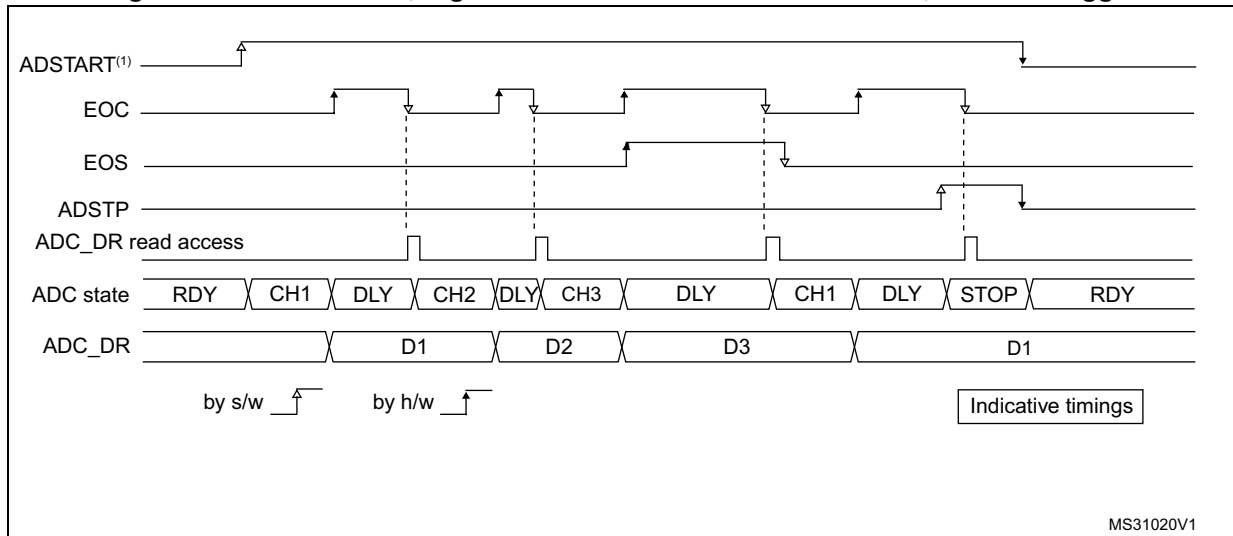 ADSTART(1)
EOC
EOS
ADSTP
ADC_DR read access
ADC state RDY CH1 DLY CH2 DLY CH3 DLY CH1 DLY STOP RDY
ADC_DR D1 D2 D3 D1
by s/w by h/w Indicative timings
MS31020V1